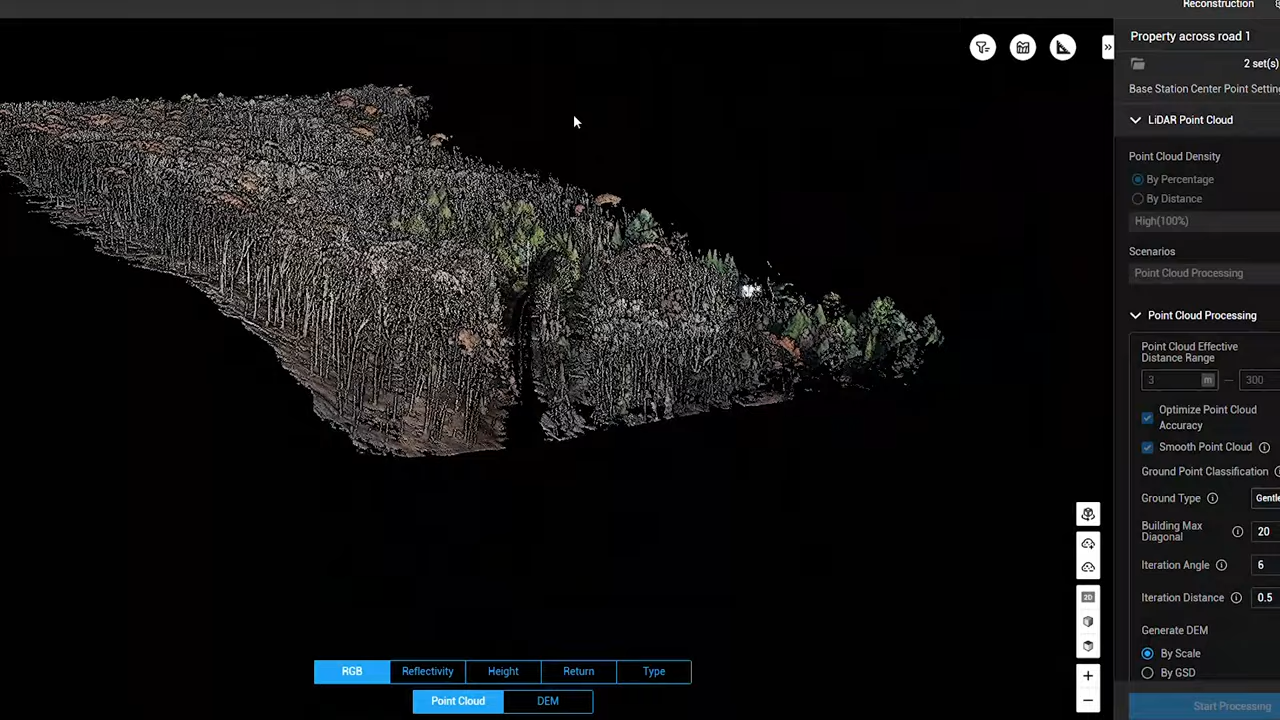 Reconstruction
Property across road 1
2 set(s)
Base Station Center Point Setting
LiDAR Point Cloud
Point Cloud Density
By Percentage
By Distance
High(100%)
Scenarios
Point Cloud Processing
Point Cloud Processing
Point Cloud Effective
Distance Range
3 m — 300
Optimize Point Cloud
Accuracy
Smooth Point Cloud
Ground Point Classification
Ground Type Gentle
Building Max
Diagonal 20
Iteration Angle 6
Iteration Distance 0.5
Generate DEM
By Scale
By GSD
Start Processing
2D
RGB Reflectivity Height Return Type
Point Cloud DEM